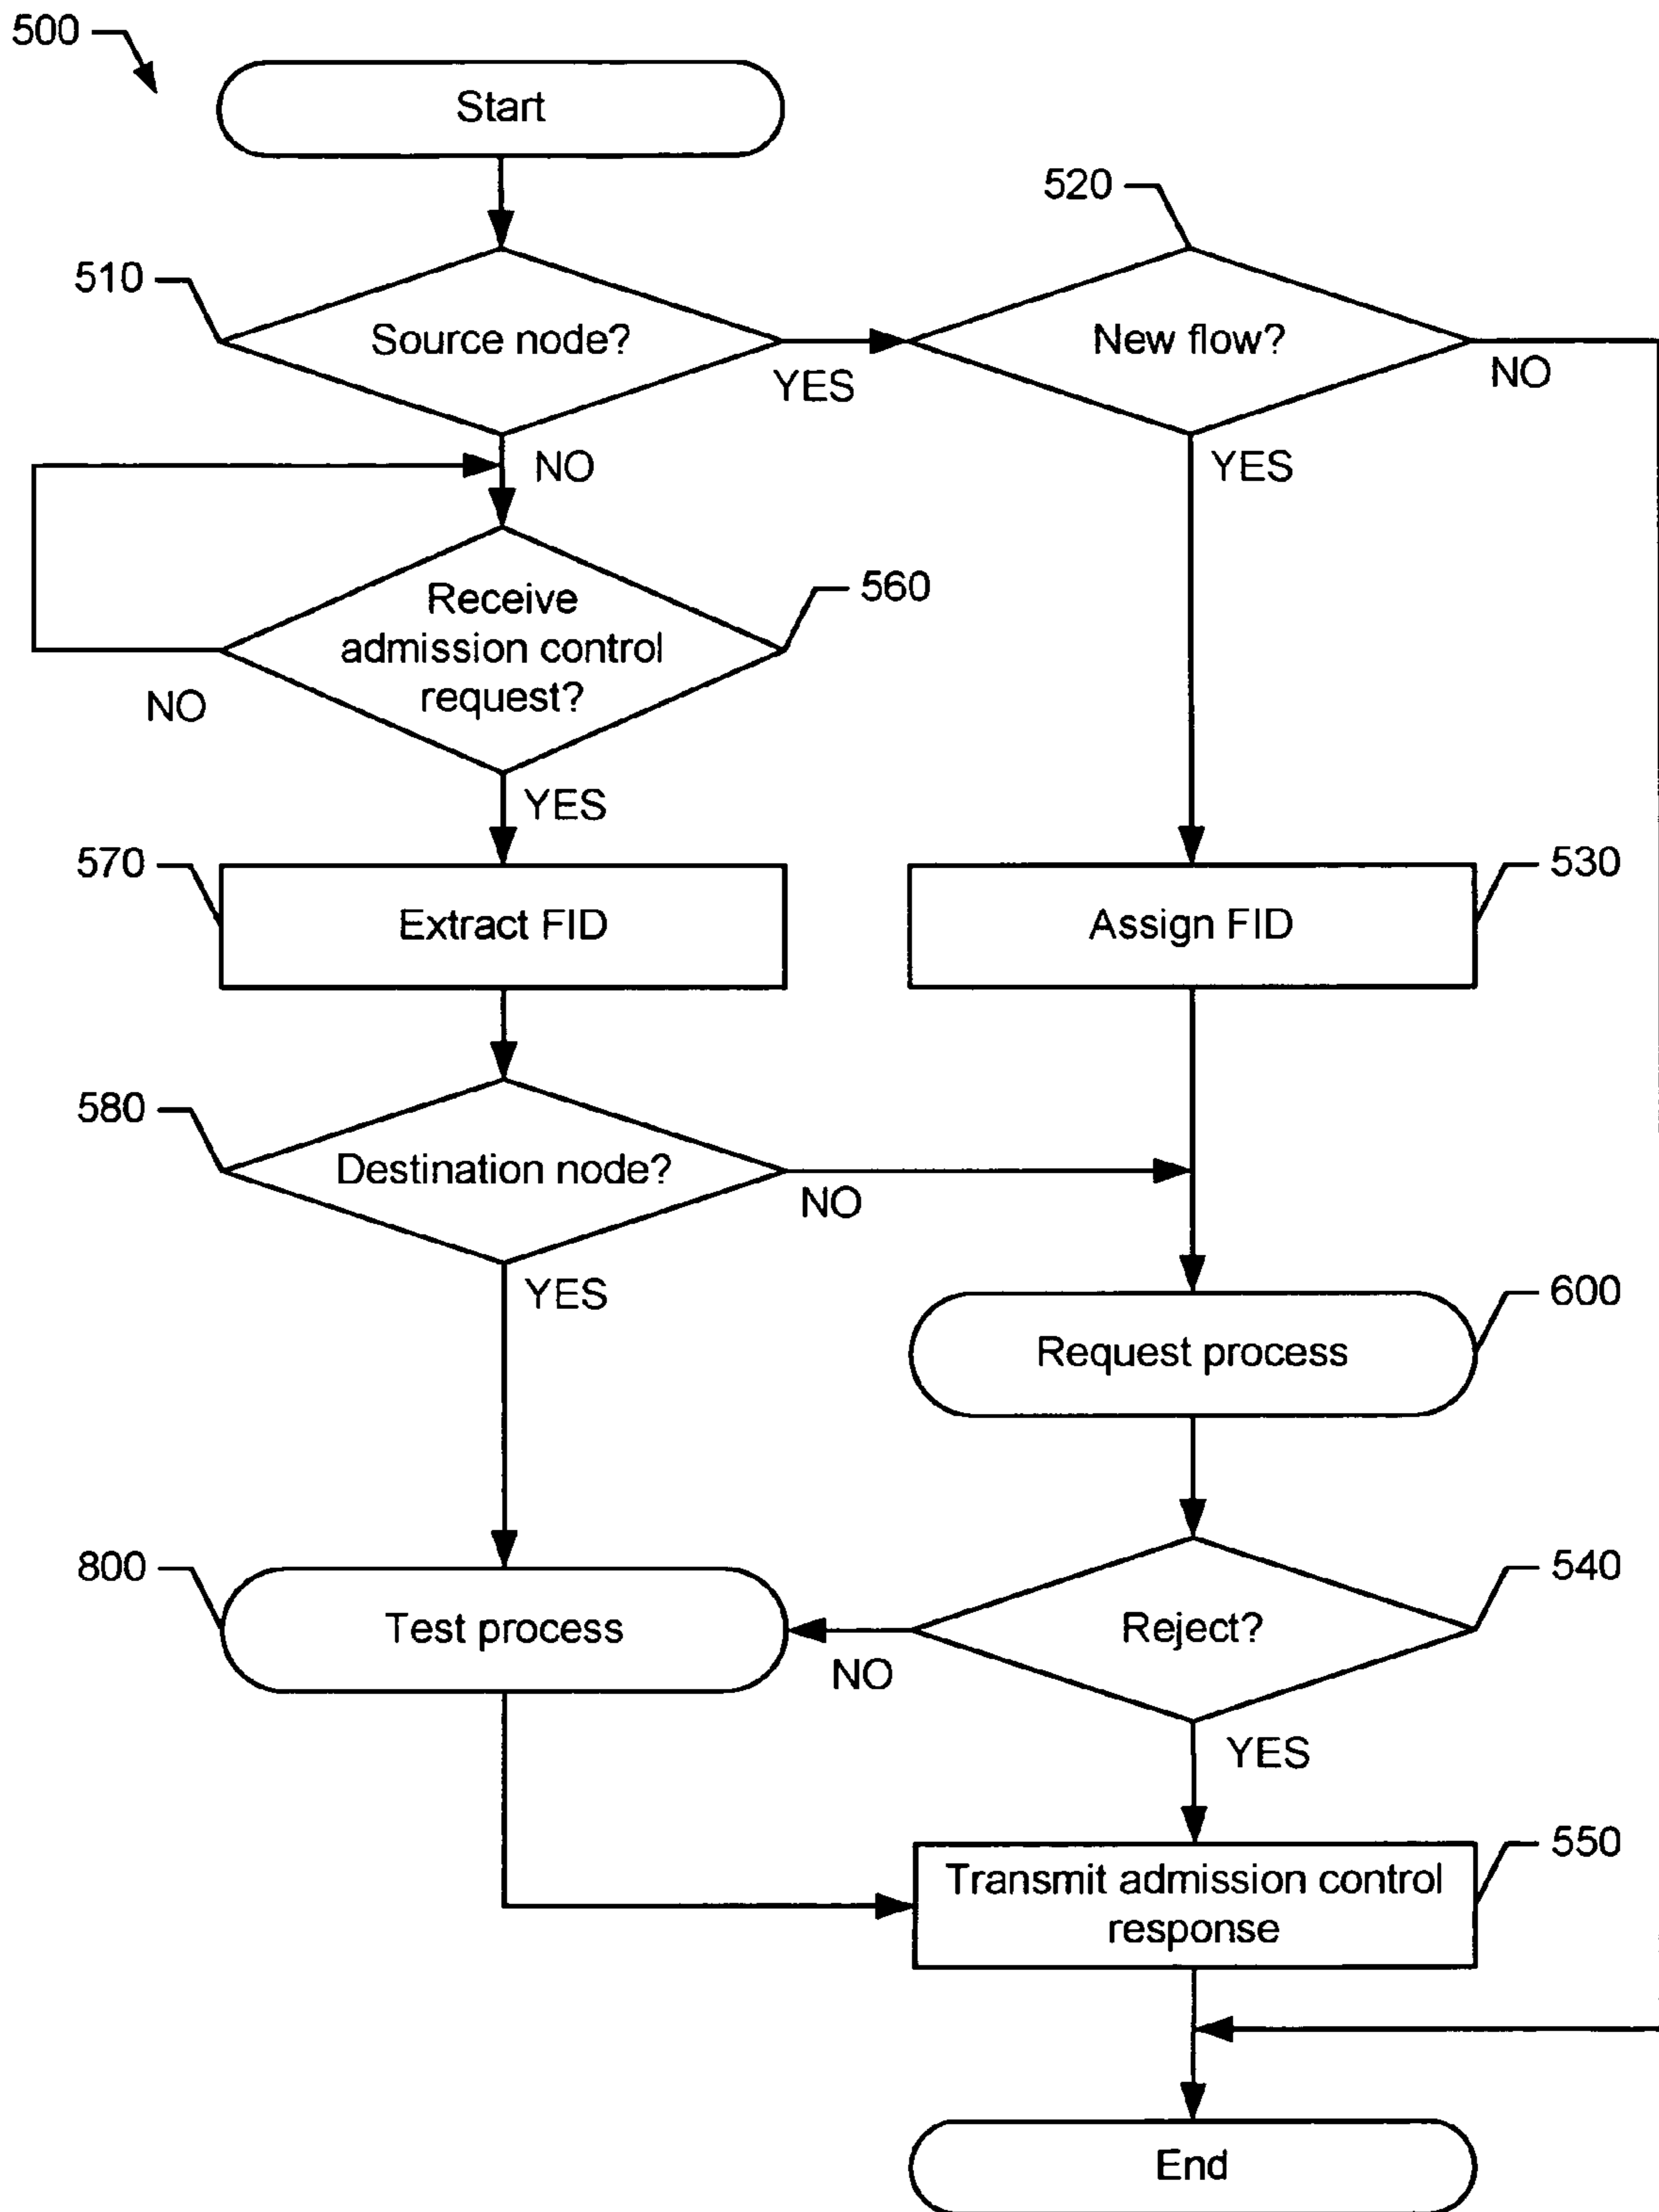 500
Start
520
510
Source node?
YES
New flow?
NO
NO
YES
Receive
admission control
request?
560
NO
YES
570
Extract FID
Assign FID
530
580
Destination node?
NO
YES
600
Request process
800
Test process
NO
Reject?
540
YES
550
Transmit admission control
response
End